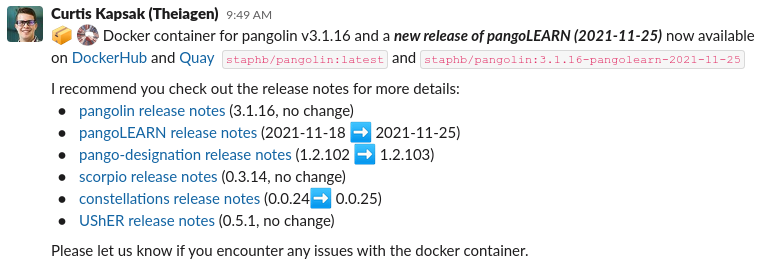 Curtis Kapsak (Theiagen) 9:49 AM
📦 Docker container for pangolin v3.1.16 and a new release of pangoLEARN (2021-11-25) now available
on DockerHub and Quay staphb/pangolin:latest and staphb/pangolin:3.1.16-pangolearn-2021-11-25
I recommend you check out the release notes for more details:
• pangolin release notes (3.1.16, no change)
• pangoLEARN release notes (2021-11-18 ➡️ 2021-11-25)
• pango-designation release notes (1.2.102 ➡️ 1.2.103)
• scorpio release notes (0.3.14, no change)
• constellations release notes (0.0.24➡️ 0.0.25)
• UShER release notes (0.5.1, no change)
Please let us know if you encounter any issues with the docker container.